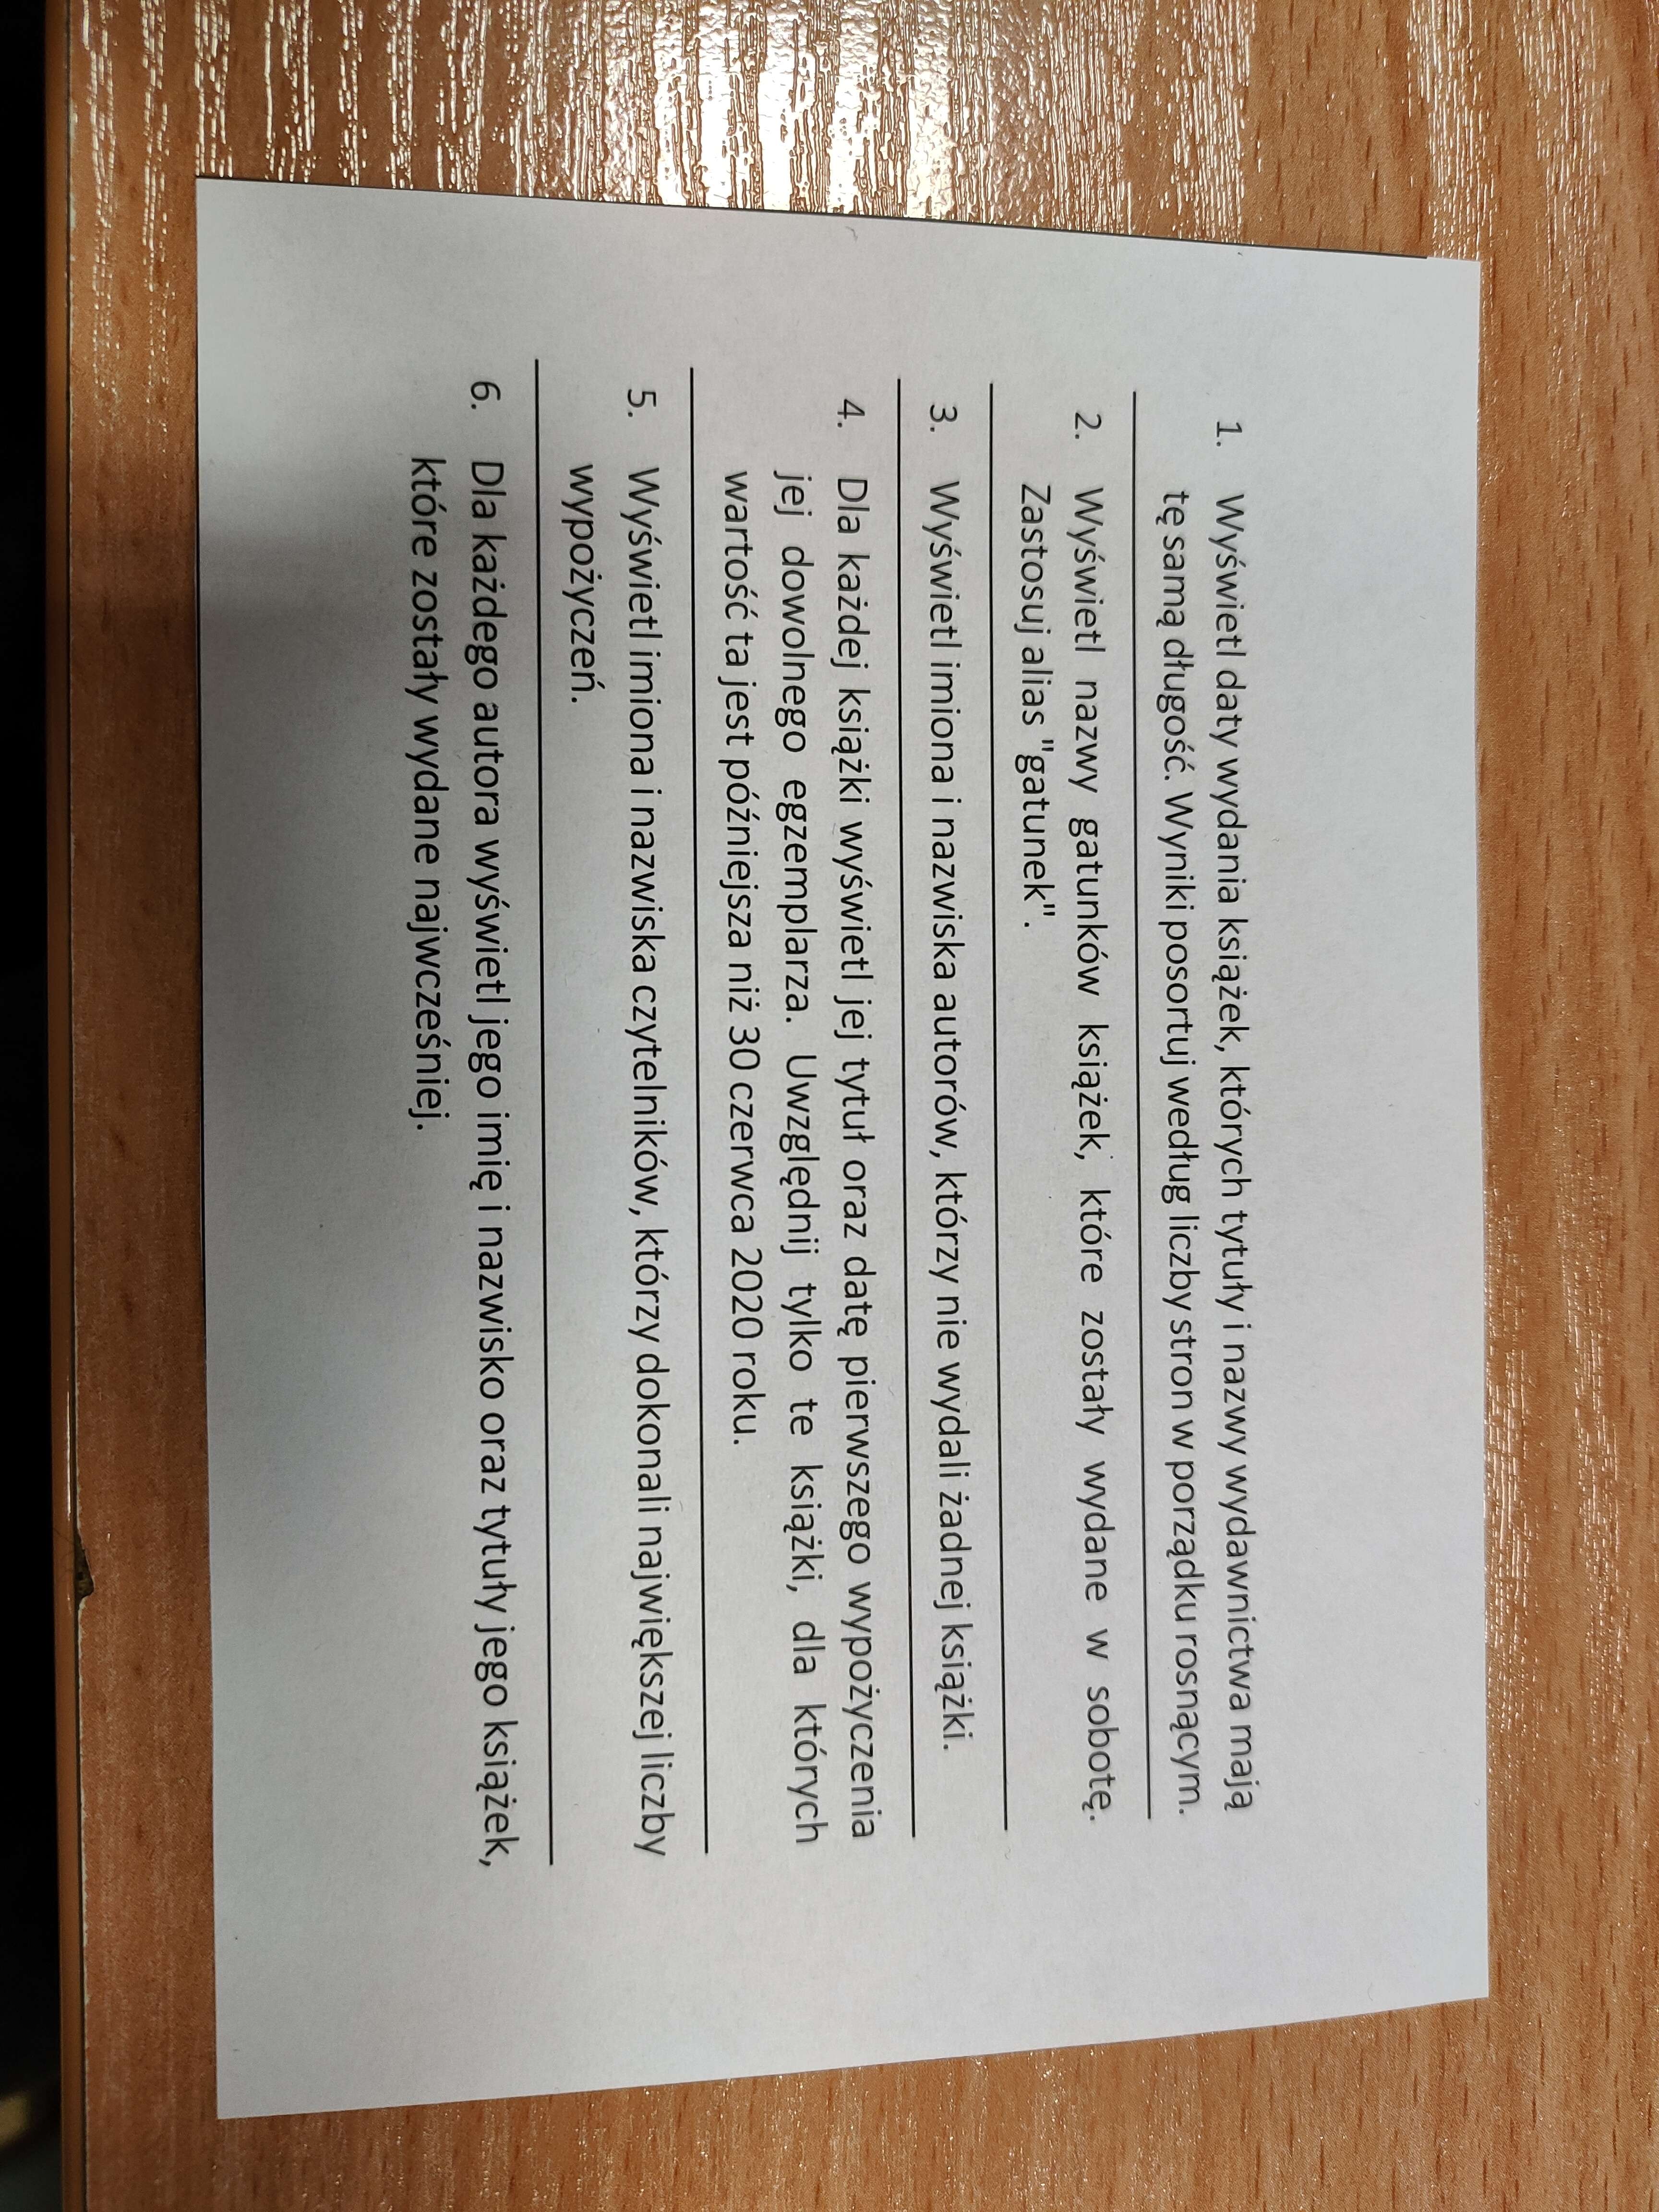 1. Wyświetl daty wydania książek, których tytuły i nazwy wydawnictwa mają
tę samą długość. Wyniki posortuj według liczby stron w porządku rosnącym.
2. Wyświetl nazwy gatunków książek, które zostały wydane w sobotę.
Zastosuj alias "gatunek".
3. Wyświetl imiona i nazwiska autorów, którzy nie wydali żadnej książki.
4. Dla każdej książki wyświetl jej tytuł oraz datę pierwszego wypożyczenia
jej dowolnego egzemplarza. Uwzględnij tylko te książki, dla których
wartość ta jest późniejsza niż 30 czerwca 2020 roku.
5. Wyświetl imiona i nazwiska czytelników, którzy dokonali największej liczby
wypożyczeń.
6. Dla każdego autora wyświetl jego imię i nazwisko oraz tytuły jego książek,
które zostały wydane najwcześniej.